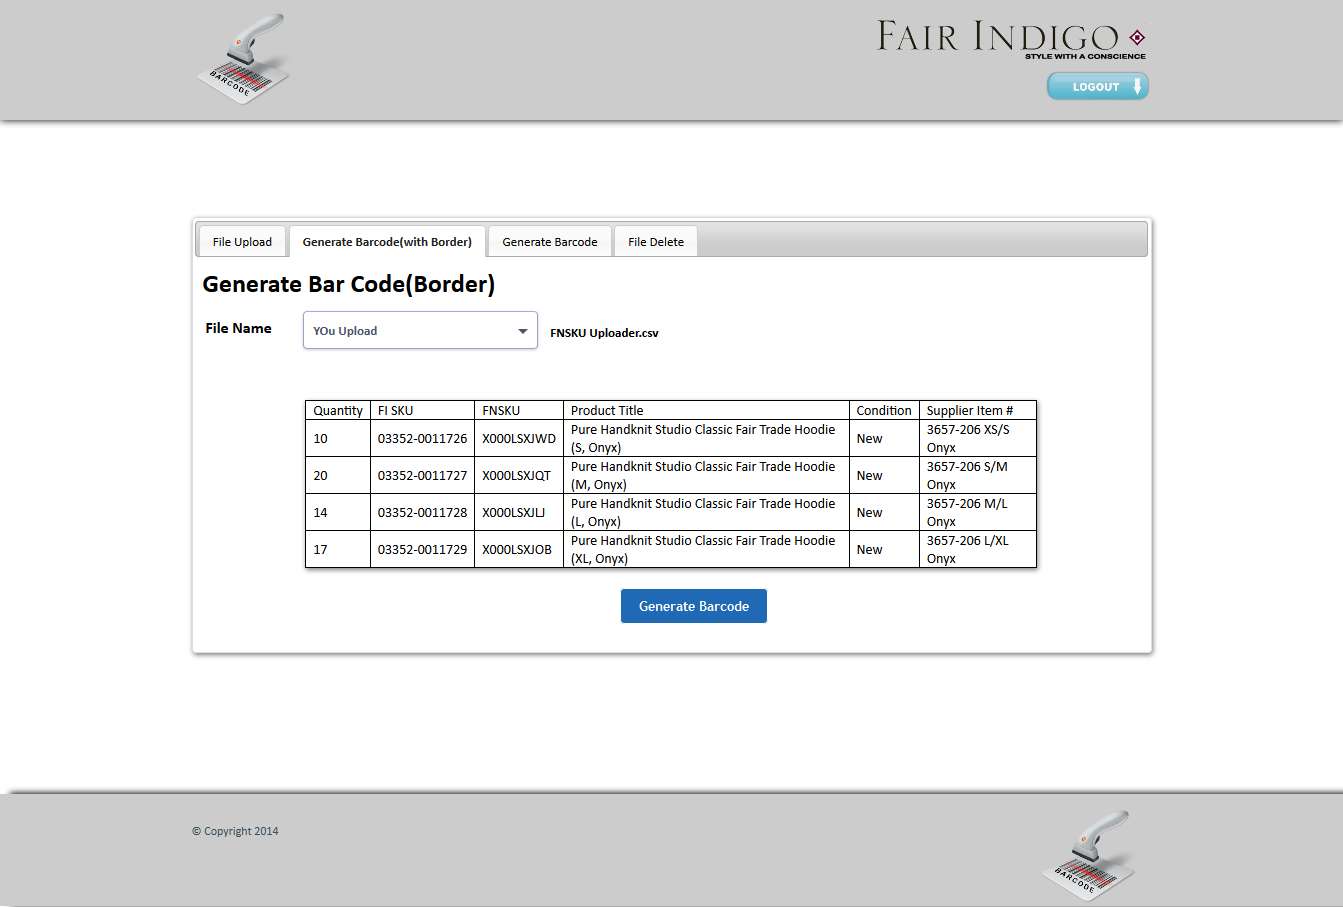 BARCODE
FAIR INDIGO
STYLE WITH A CONSCIENCE
LOGOUT
File Upload Generate Barcode(with Border) Generate Barcode File Delete
Generate Bar Code(Border)
File Name YOu Upload FNSKU Uploader.csv
Quantity FI SKU FNSKU Product Title Condition Supplier Item #
10 03352-0011726 X000LSXJWD Pure Handknit Studio Classic Fair Trade Hoodie (S, Onyx) New 3657-206 XS/S Onyx
20 03352-0011727 X000LSXJQT Pure Handknit Studio Classic Fair Trade Hoodie (M, Onyx) New 3657-206 S/M Onyx
14 03352-0011728 X000LSXJLJ Pure Handknit Studio Classic Fair Trade Hoodie (L, Onyx) New 3657-206 M/L Onyx
17 03352-0011729 X000LSXJOB Pure Handknit Studio Classic Fair Trade Hoodie (XL, Onyx) New 3657-206 L/XL Onyx
Generate Barcode
© Copyright 2014
BARCODE